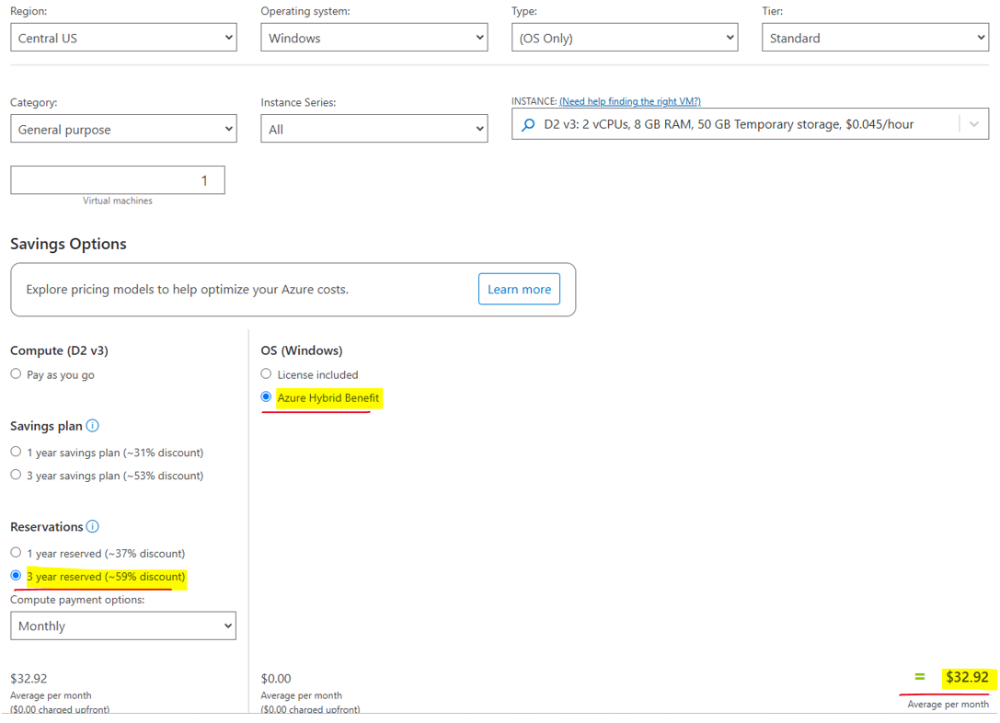 Region:
Operating system:
Type:
Tier:
Central US
Windows
(OS Only)
Standard
Category:
Instance Series:
INSTANCE: (Need help finding the right VM?)
General purpose
All
D2 v3: 2 vCPUs, 8 GB RAM, 50 GB Temporary storage, $0.045/hour
1
Virtual machines
Savings Options
Explore pricing models to help optimize your Azure costs.
Learn more
Compute (D2 v3)
Pay as you go
Savings plan
1 year savings plan (~31% discount)
3 year savings plan (~53% discount)
Reservations
1 year reserved (~37% discount)
3 year reserved (~59% discount)
Compute payment options:
Monthly
$32.92
Average per month
($0.00 charged upfront)
OS (Windows)
License included
Azure Hybrid Benefit
$0.00
Average per month
($0.00 charged upfront)
= $32.92
Average per month